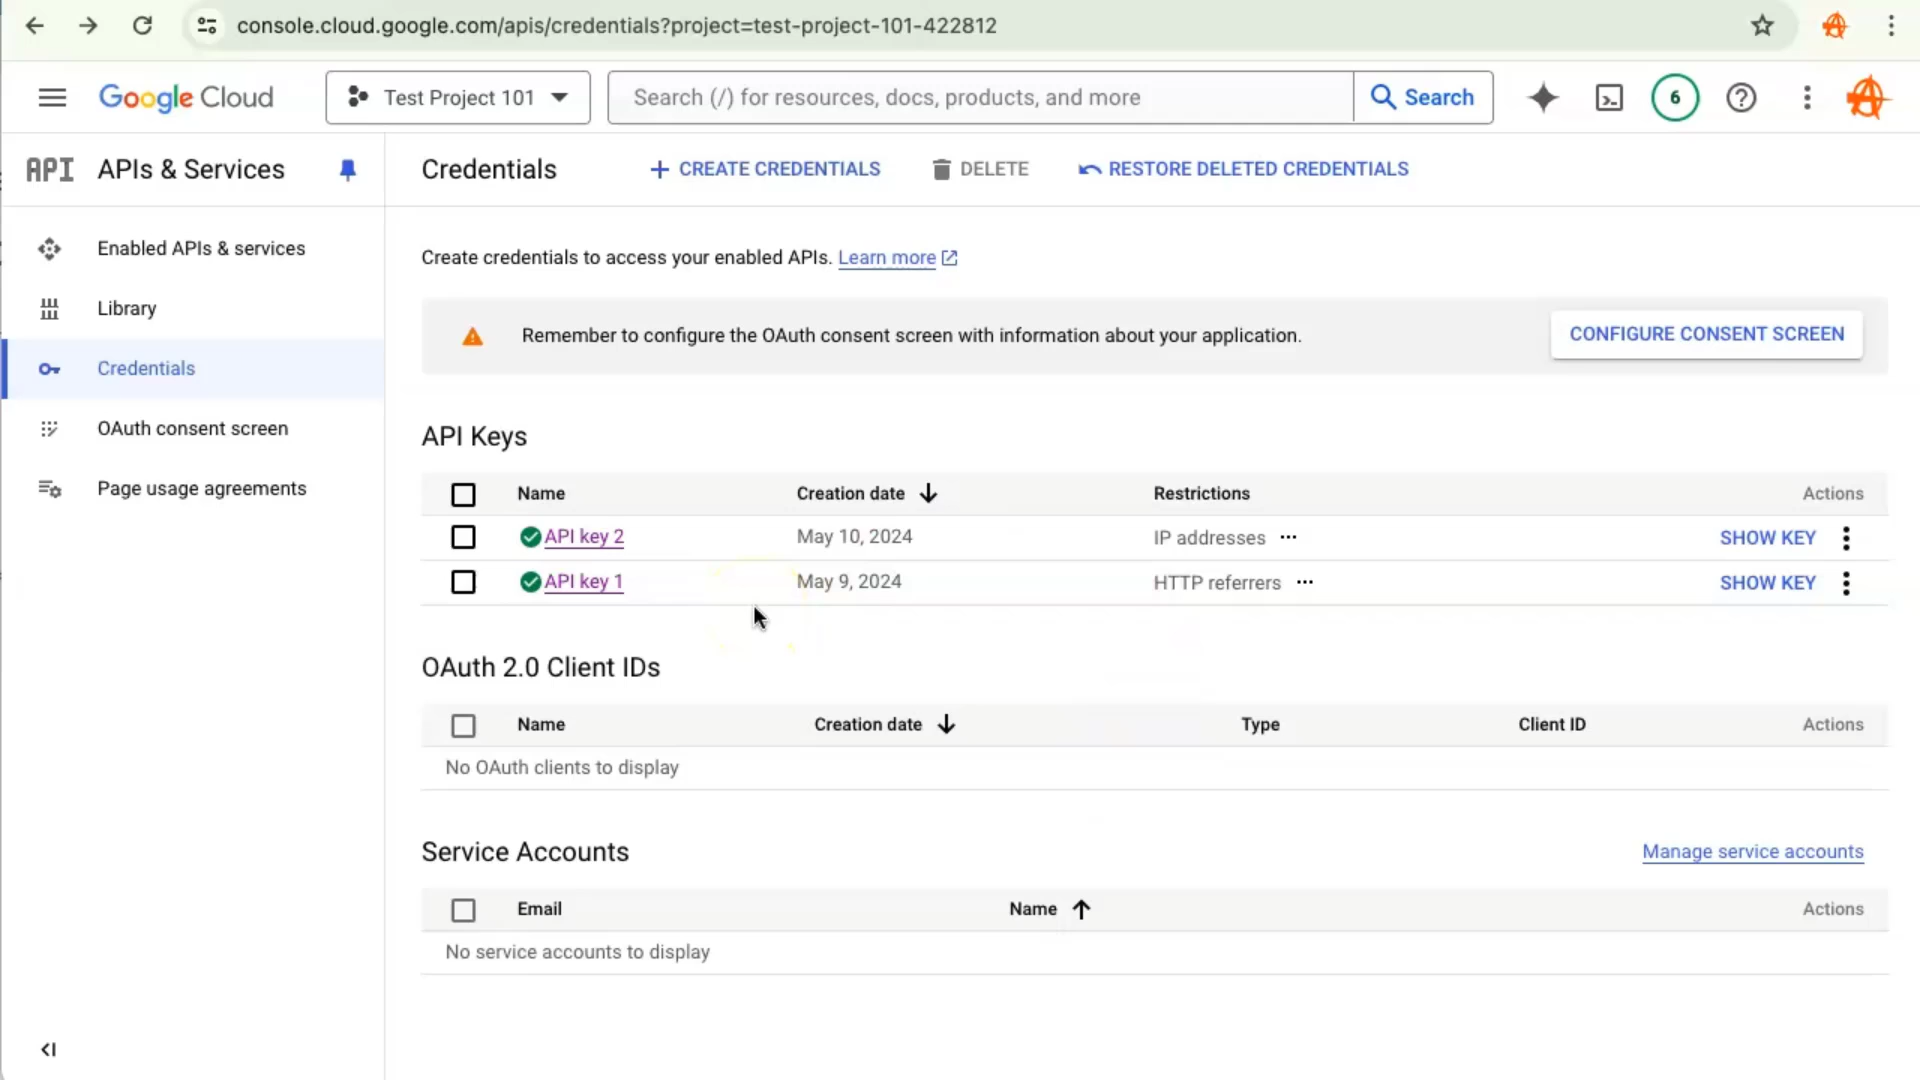 console.cloud.google.com/apis/credentials?project=test-project-101-422812
Google Cloud
Test Project 101
Search (/) for resources, docs, products, and more
Search
6
API APIs & Services
Credentials
CREATE CREDENTIALS
DELETE
RESTORE DELETED CREDENTIALS
Enabled APIs & services
Library
Credentials
OAuth consent screen
Page usage agreements
Create credentials to access your enabled APIs. Learn more
Remember to configure the OAuth consent screen with information about your application.
CONFIGURE CONSENT SCREEN
API Keys
Name Creation date Restrictions Actions
API key 2 May 10, 2024 IP addresses ••• SHOW KEY
API key 1 May 9, 2024 HTTP referrers ••• SHOW KEY
OAuth 2.0 Client IDs
Name Creation date Type Client ID Actions
No OAuth clients to display
Service Accounts
Manage service accounts
Email Name Actions
No service accounts to display